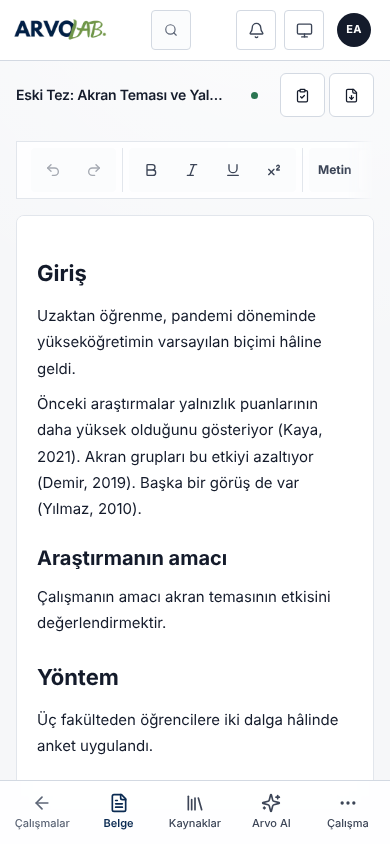 ARVOLAB.
EA
Eski Tez: Akran Teması ve Yal...
B I U x² Metin
Giriş
Uzaktan öğrenme, pandemi döneminde
yükseköğretimin varsayılan biçimi hâline
geldi.
Önceki araştırmalar yalnızlık puanlarının
daha yüksek olduğunu gösteriyor (Kaya,
2021). Akran grupları bu etkiyi azaltıyor
(Demir, 2019). Başka bir görüş de var
(Yılmaz, 2010).
Araştırmanın amacı
Çalışmanın amacı akran temasının etkisini
değerlendirmektir.
Yöntem
Üç fakülteden öğrencilere iki dalga hâlinde
anket uygulandı.
Çalışmalar Belge Kaynaklar Arvo AI Çalışma